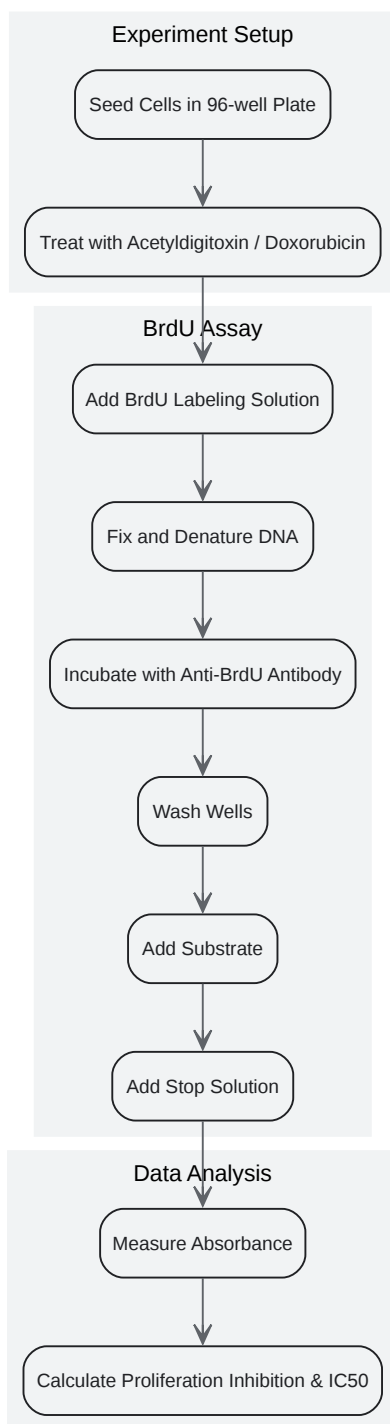 Experiment Setup
Seed Cells in 96-well Plate
Treat with Acetyldigitoxin / Doxorubicin
BrdU Assay
Add BrdU Labeling Solution
Fix and Denature DNA
Incubate with Anti-BrdU Antibody
Wash Wells
Add Substrate
Add Stop Solution
Data Analysis
Measure Absorbance
Calculate Proliferation Inhibition & IC50